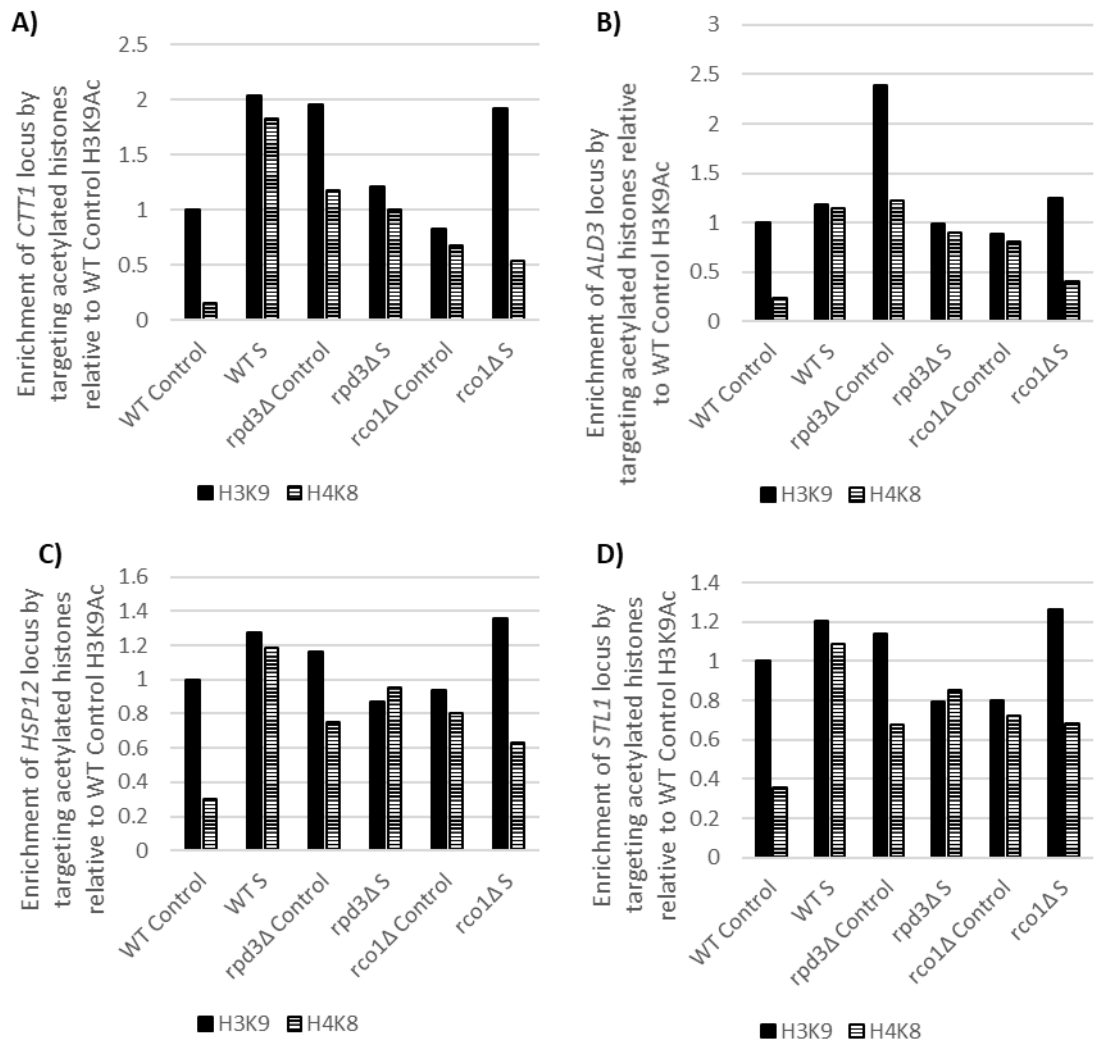 A)
Enrichment of CTT1 locus by
targeting acetylated histones
relative to WT Control H3K9Ac
2.5
2
1.5
1
0.5
0
WT Control
WT S
rpd3Δ Control
rpd3Δ S
rco1Δ Control
rco1Δ S
H3K9 H4K8
B)
Enrichment of ALD3 locus by
targeting acetylated histones relative
to WT Control H3K9Ac
3
2.5
2
1.5
1
0.5
0
WT Control
WT S
rpd3Δ Control
rpd3Δ S
rco1Δ Control
rco1Δ S
H3K9 H4K8
C)
Enrichment of HSP12 locus by
targeting acetylated histones
relative to WT Control H3K9Ac
1.6
1.4
1.2
1
0.8
0.6
0.4
0.2
0
WT Control
WT S
rpd3Δ Control
rpd3Δ S
rco1Δ Control
rco1Δ S
H3K9 H4K8
D)
Enrichment of STL1 locus by
targeting acetylated histones
relative to WT Control H3K9Ac
1.4
1.2
1
0.8
0.6
0.4
0.2
0
WT Control
WT S
rpd3Δ Control
rpd3Δ S
rco1Δ Control
rco1Δ S
H3K9 H4K8